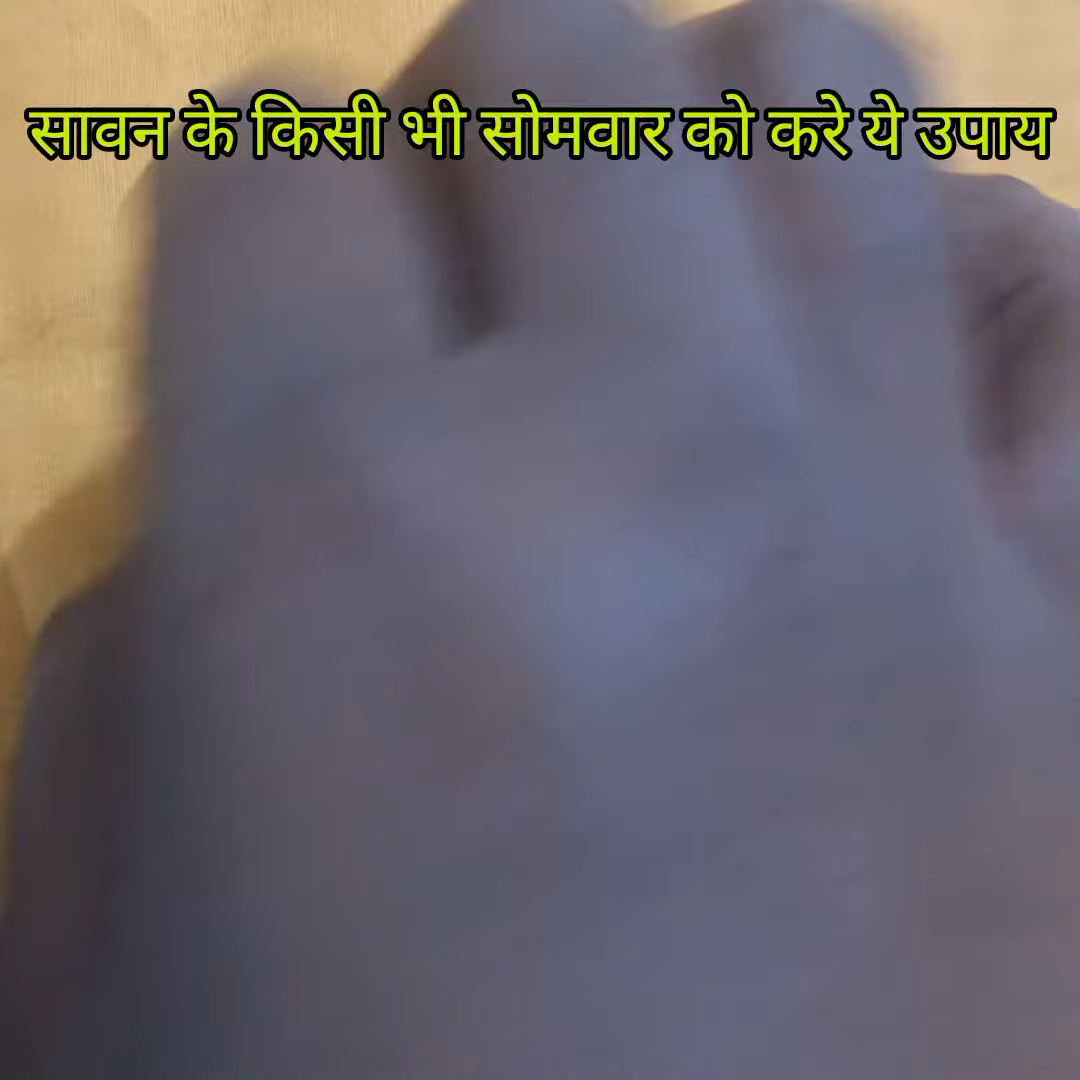 सावन के किसी भी सोमवार को करे ये उपाय